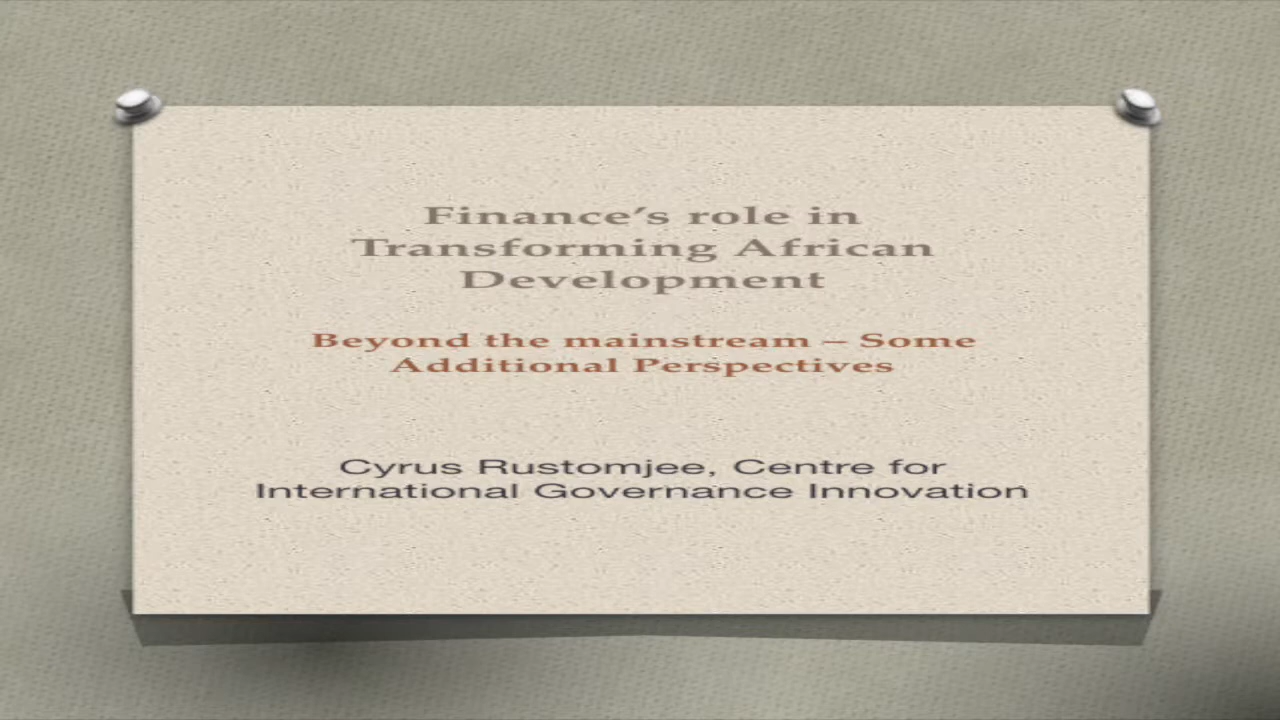 Finance’s role in
Transforming African
Development
Beyond the mainstream – Some
Additional Perspectives
Cyrus Rustomjee, Centre for
International Governance Innovation